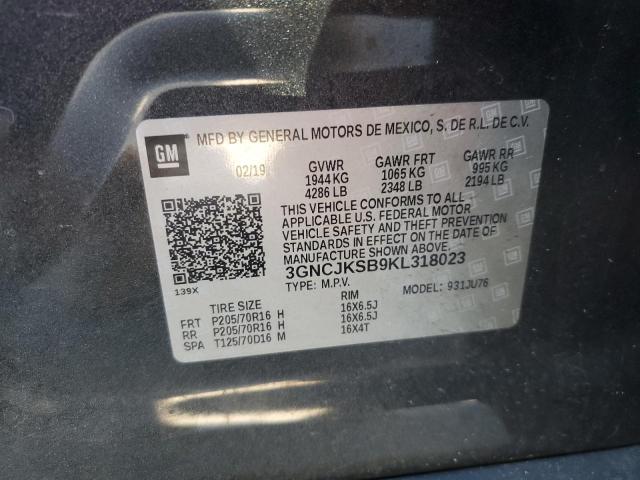 GM
MFD BY GENERAL MOTORS DE MEXICO, S. DE R.L. DE C.V.
02/19
GVWR
1944 KG
4286 LB
GAWR FRT
1065 KG
2348 LB
GAWR RR
995 KG
2194 LB
THIS VEHICLE CONFORMS TO ALL
APPLICABLE U.S. FEDERAL MOTOR
VEHICLE SAFETY AND THEFT PREVENTION
STANDARDS IN EFFECT ON THE DATE OF
MANUFACTURE SHOWN ABOVE.
3GNCJKSB9KL318023
TYPE: M.P.V.
MODEL: 931JU76
139X
TIRE SIZE
RIM
FRT P205/70R16 H 16X6.5J
RR P205/70R16 H 16X6.5J
SPA T125/70D16 M 16X4T